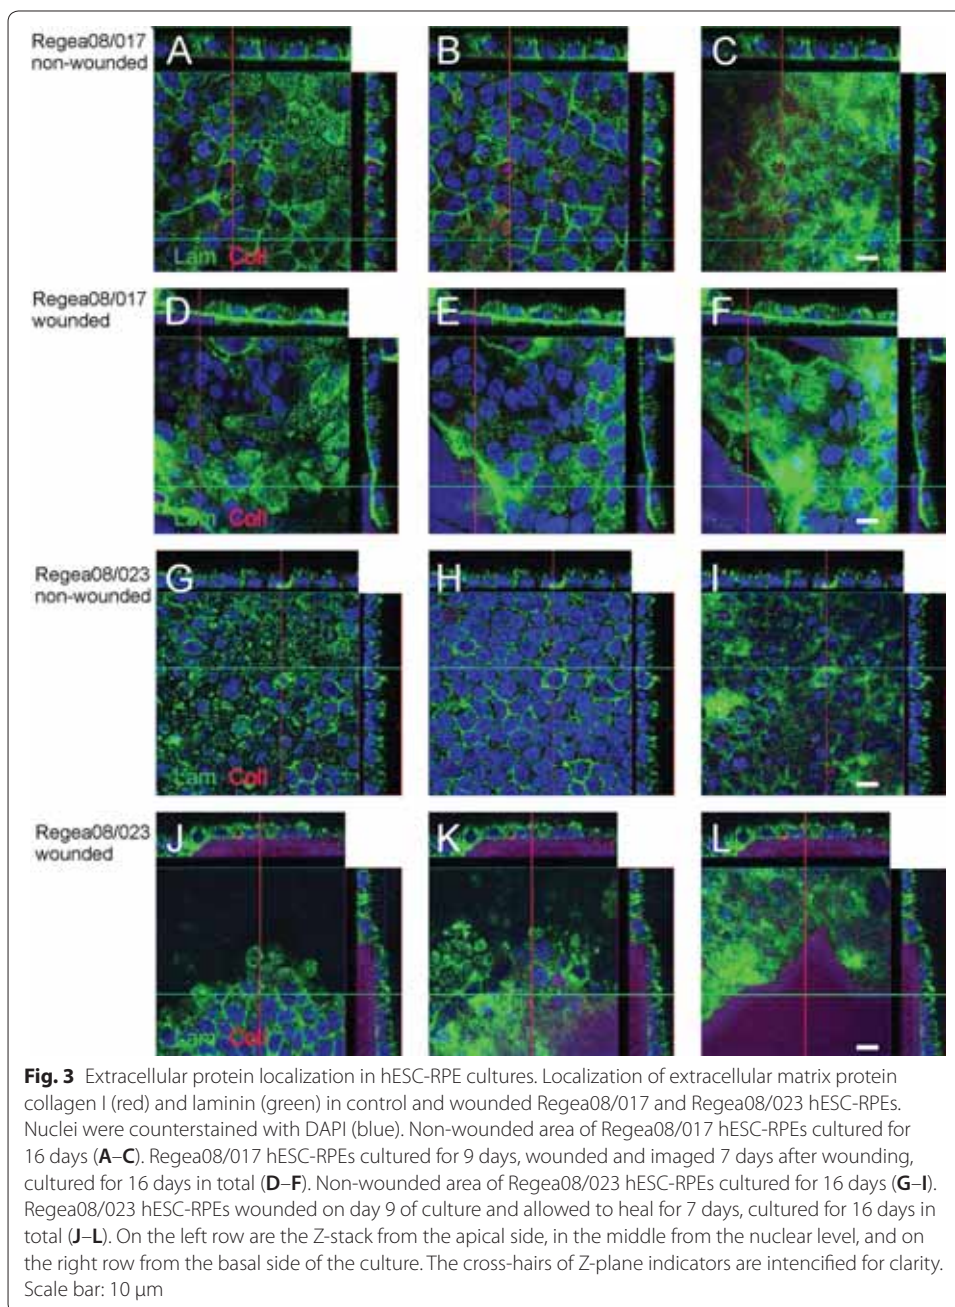 Regea08/017
non-wounded
A
B
C
Lam Coll
Regea08/017
wounded
D
E
F
Lam Coll
Regea08/023
non-wounded
G
H
I
Lam Coll
Regea08/023
wounded
J
K
L
Lam Coll
Fig. 3 Extracellular protein localization in hESC-RPE cultures. Localization of extracellular matrix protein
collagen I (red) and laminin (green) in control and wounded Regea08/017 and Regea08/023 hESC-RPEs.
Nuclei were counterstained with DAPI (blue). Non-wounded area of Regea08/017 hESC-RPEs cultured for
16 days (A–C). Regea08/017 hESC-RPEs cultured for 9 days, wounded and imaged 7 days after wounding,
cultured for 16 days in total (D–F). Non-wounded area of Regea08/023 hESC-RPEs cultured for 16 days (G–I).
Regea08/023 hESC-RPEs wounded on day 9 of culture and allowed to heal for 7 days, cultured for 16 days in
total (J–L). On the left row are the Z-stack from the apical side, in the middle from the nuclear level, and on
the right row from the basal side of the culture. The cross-hairs of Z-plane indicators are intencified for clarity.
Scale bar: 10 µm